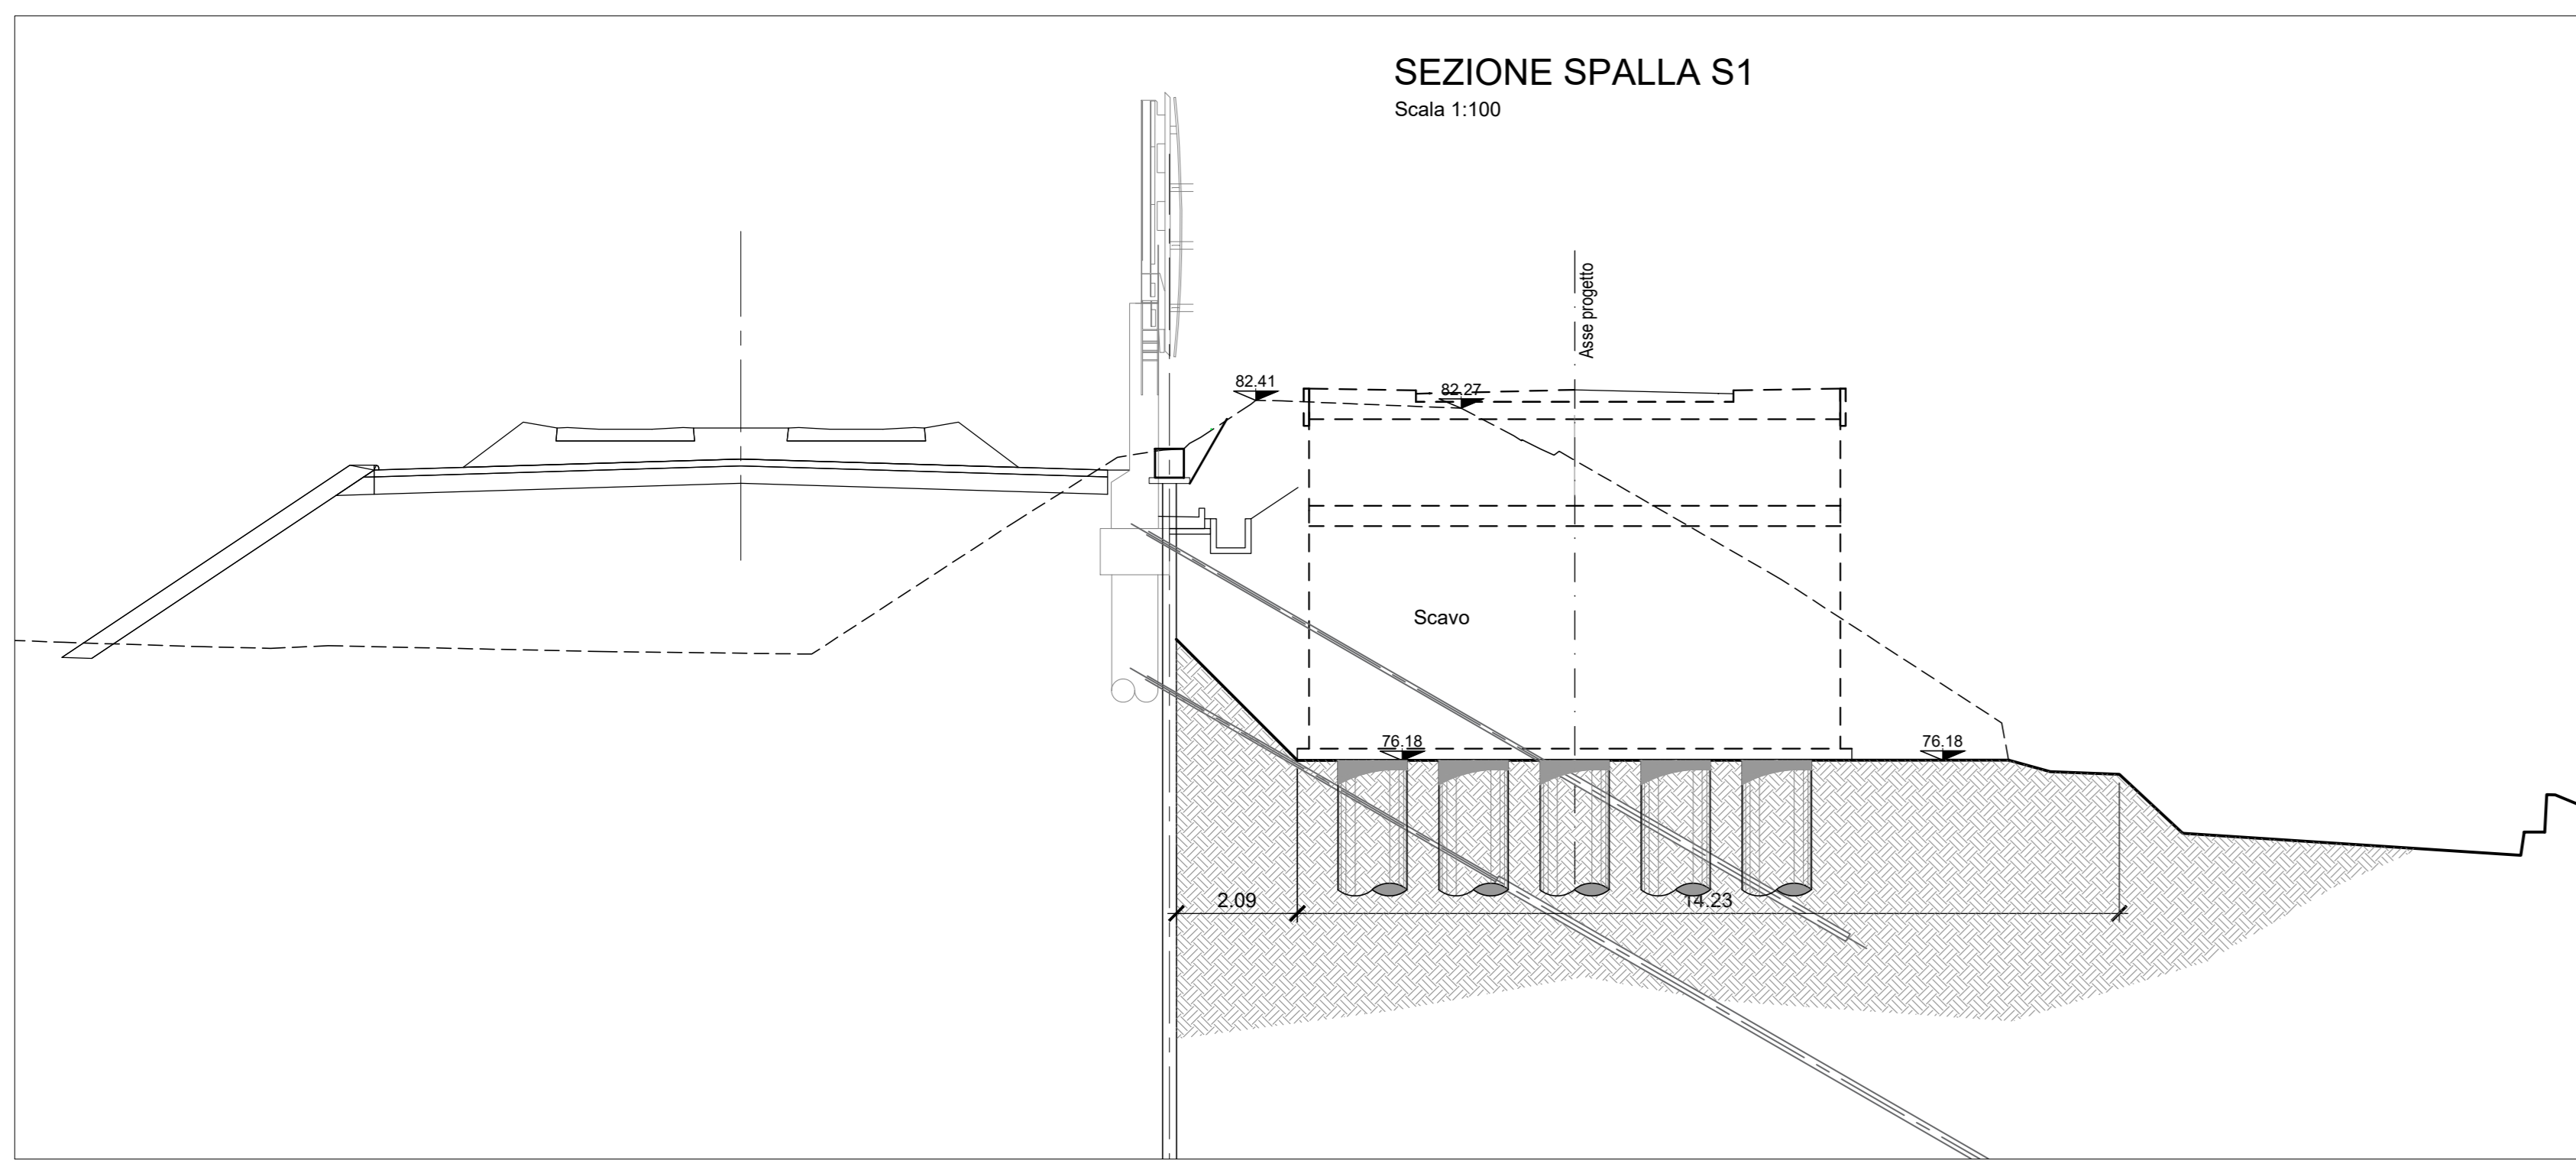 SEZIONE SPALLA S1
Scala 1:100
Asse progetto
82.41
82.27
Scavo
76.18
76.18
2.09
14.23